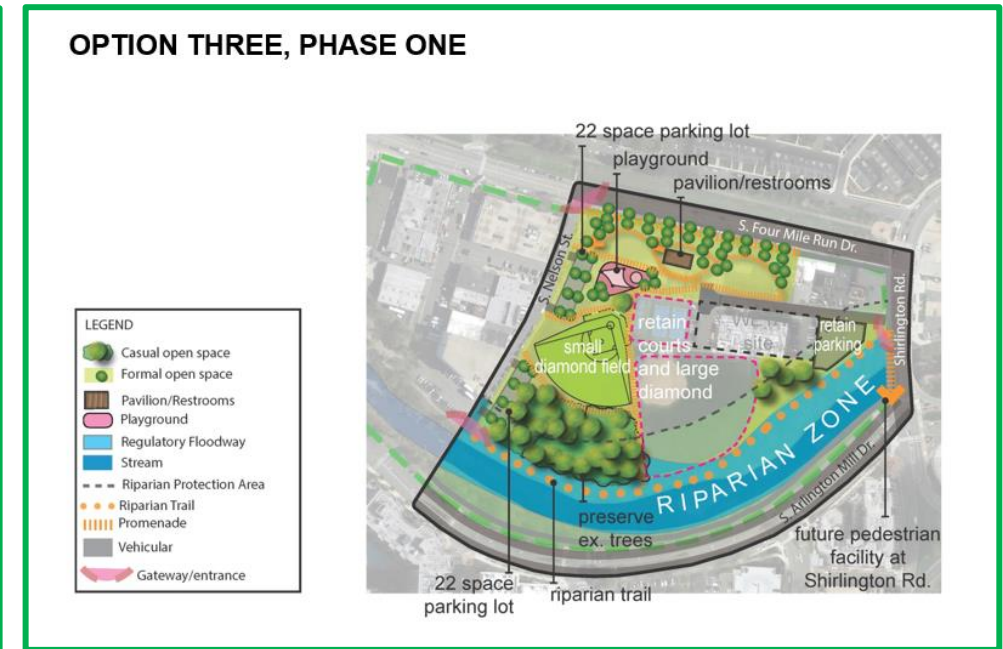 OPTION THREE, PHASE ONE
22 space parking lot
playground
pavilion/restrooms
S. Four Mile Run Dr.
S. Nelson St.
Shirlington Rd.
retain
courts
and large
diamond
site
retain
parking
small
diamond field
LEGEND
Casual open space
Formal open space
Pavilion/Restrooms
Playground
Regulatory Floodway
Stream
Riparian Protection Area
Riparian Trail
Promenade
Vehicular
Gateway/entrance
RIPARIAN ZONE
S. Arlington Mill Dr.
preserve
ex. trees
future pedestrian
facility at
Shirlington Rd.
22 space
parking lot
riparian trail